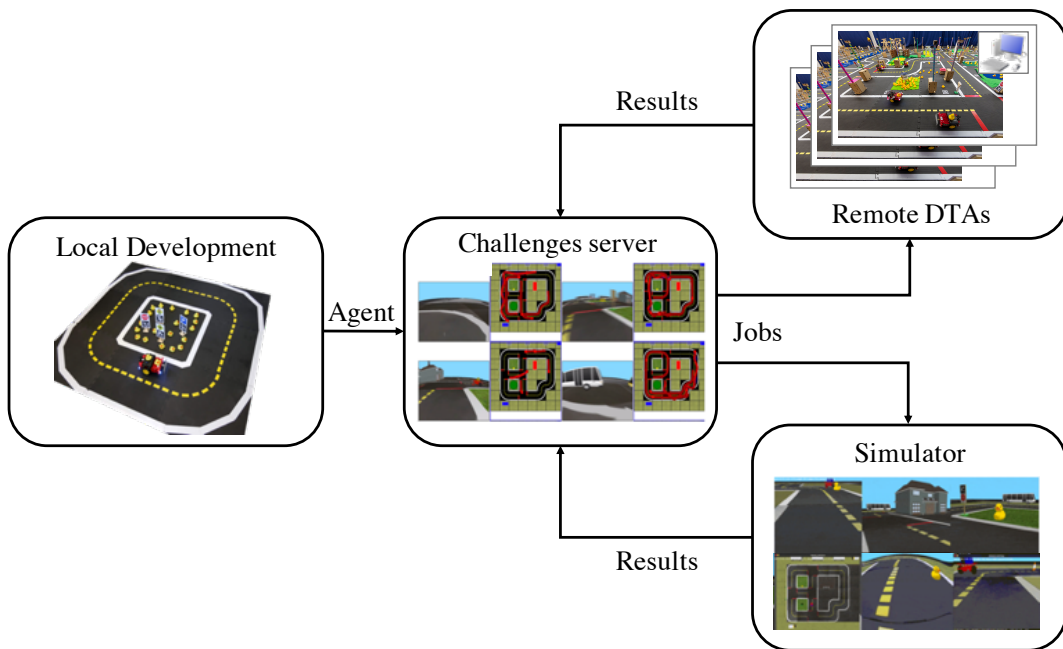 Results
Remote DTAs
Local Development
Challenges server
Agent
Jobs
Simulator
Results